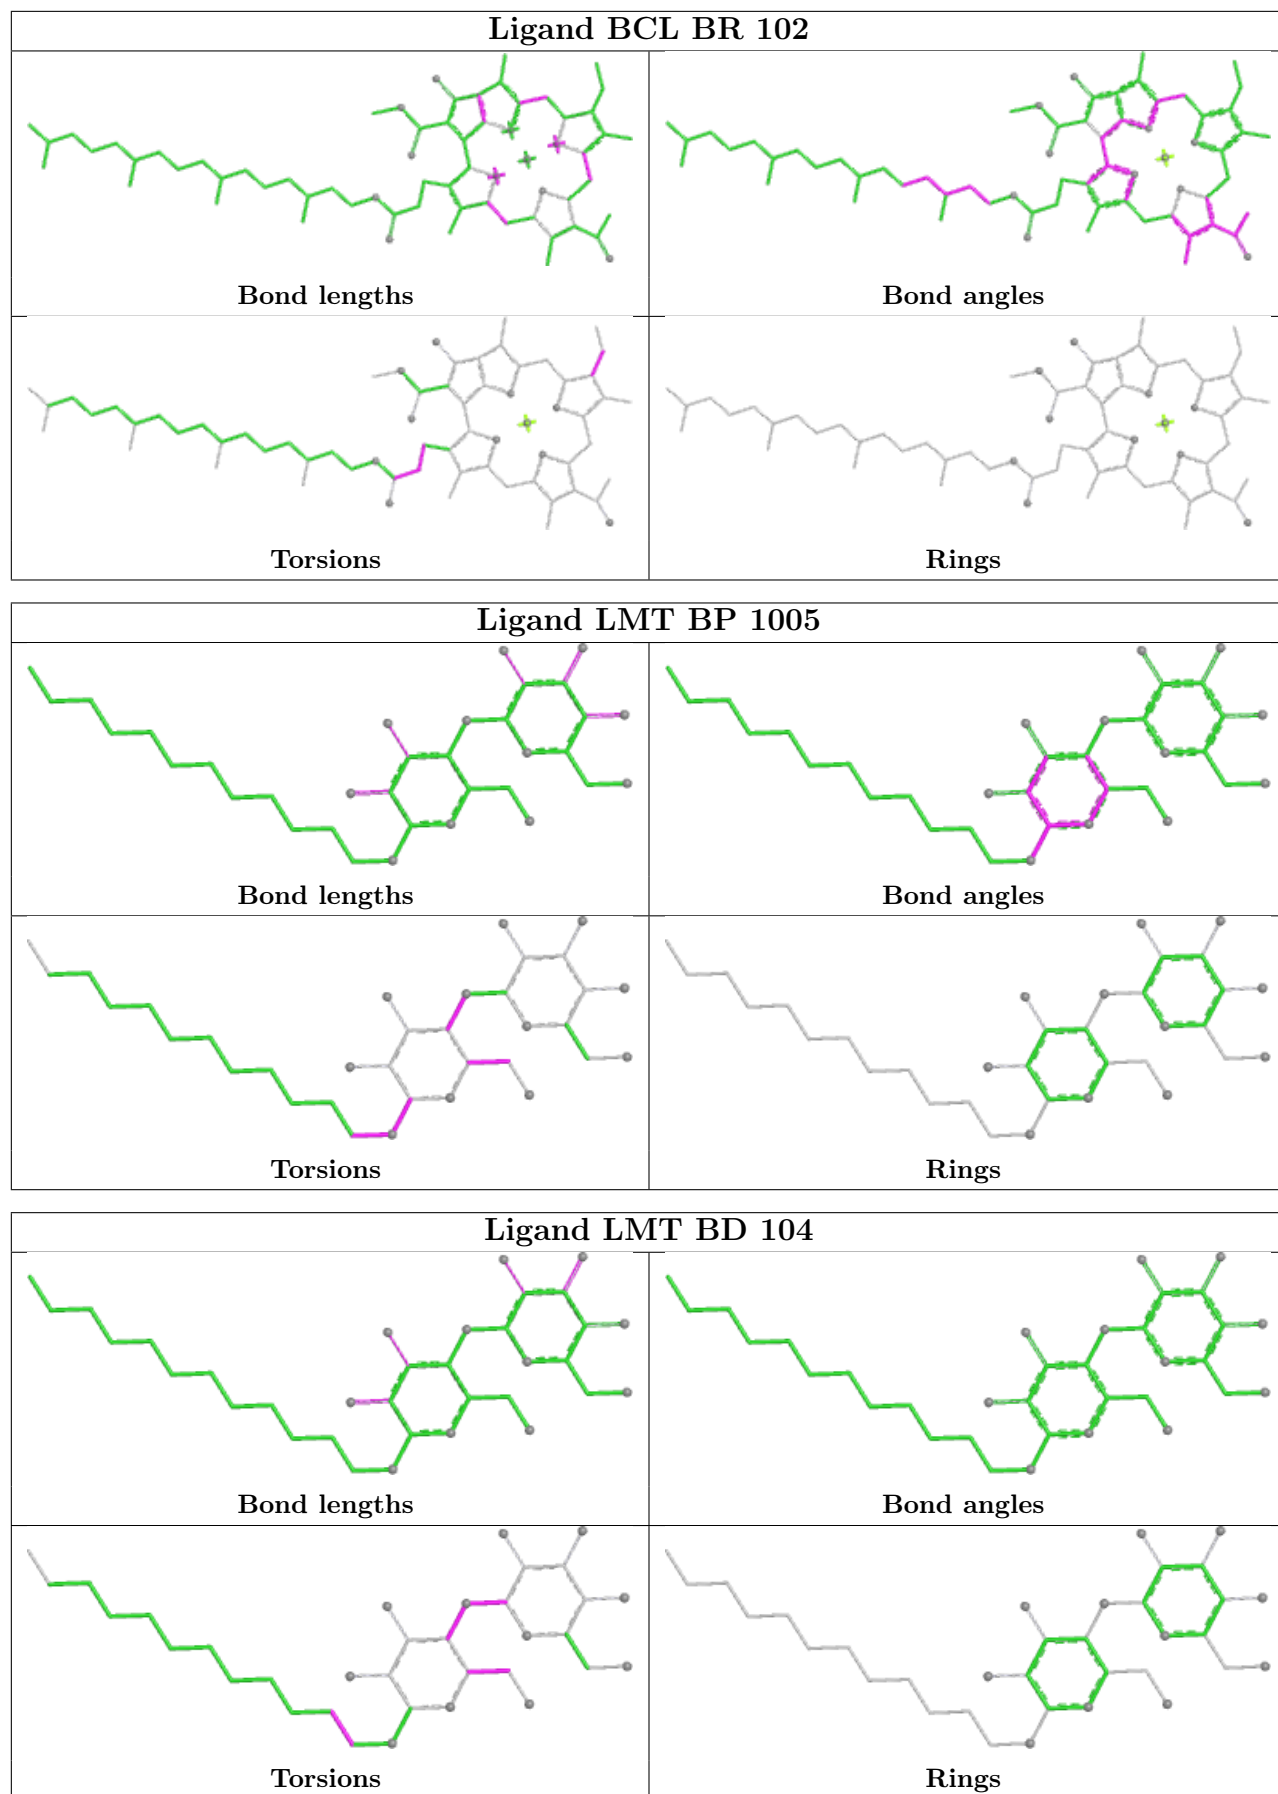 Ligand BCL BR 102
Bond lengths
Bond angles
Torsions
Rings
Ligand LMT BP 1005
Bond lengths
Bond angles
Torsions
Rings
Ligand LMT BD 104
Bond lengths
Bond angles
Torsions
Rings